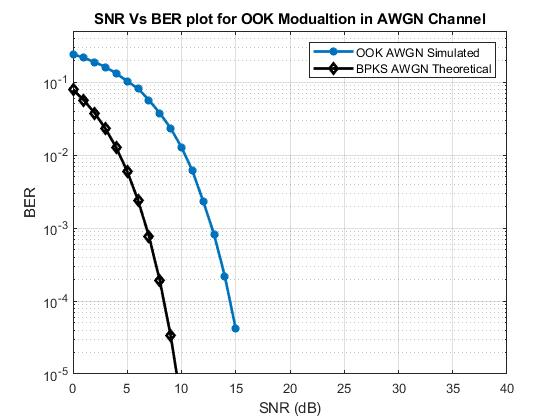 SNR Vs BER plot for OOK Modualtion in AWGN Channel
OOK AWGN Simulated
BPKS AWGN Theoretical
10^-1
10^-2
10^-3
10^-4
10^-5
BER
0 5 10 15 20 25 30 35 40
SNR (dB)